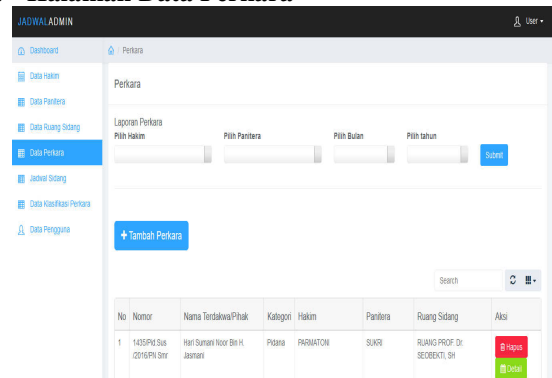 JADWALADMIN
User
Dashboard
Data Hakim
Data Panitera
Data Ruang Sidang
Data Perkara
Jadwal Sidang
Data Klasifikasi Perkara
Data Pengguna
Perkara
Perkara
Laporan Perkara
Pilih Hakim Pilih Panitera Pilih Bulan Pilih tahun
Submit
+ Tambah Perkara
Search
No Nomor Nama Terdakwa/Pihak Kategori Hakim Panitera Ruang Sidang Aksi
1 1435/Pid.Sus Hari Sumani Noor Bin H. Pidana PARMATONI SUKRI RUANG PROF. Dr. Hapus
/2016/PN Smr Jasmani SEOBEKTI, SH
Detail